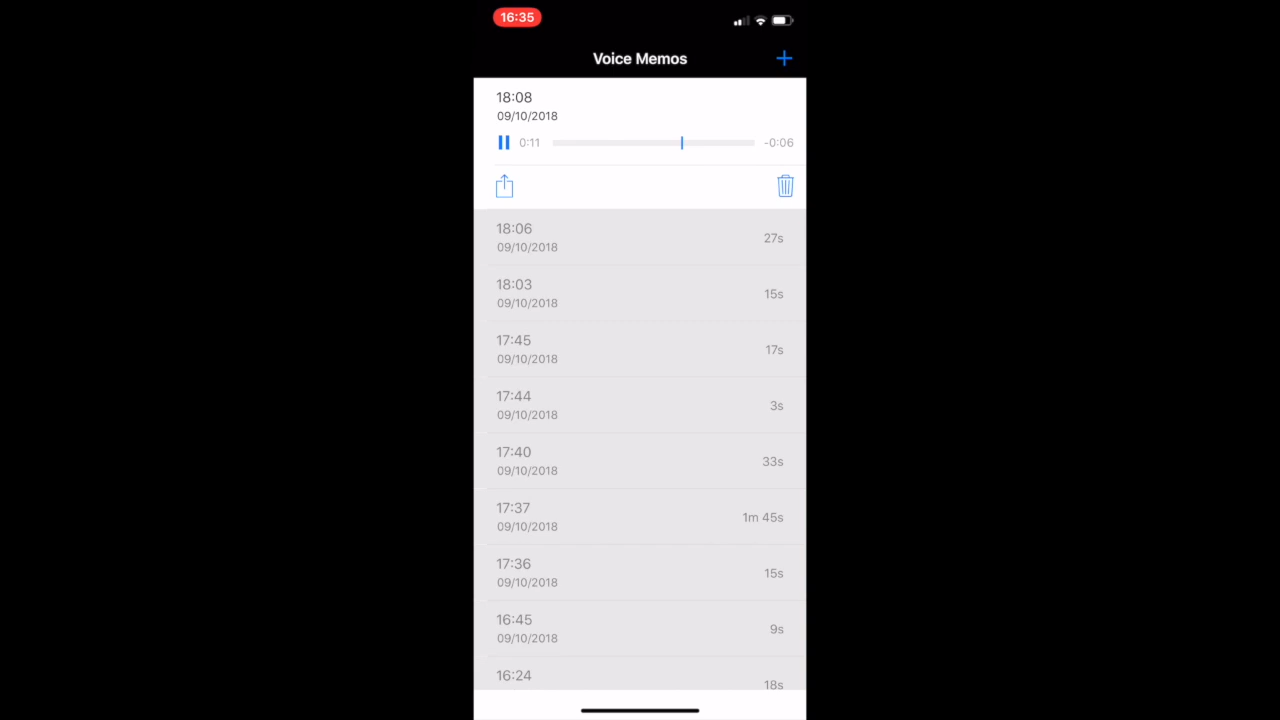 16:35
Voice Memos
18:08
09/10/2018
0:11 -0:06
18:06
09/10/2018
27s
18:03
09/10/2018
15s
17:45
09/10/2018
17s
17:44
09/10/2018
3s
17:40
09/10/2018
33s
17:37
09/10/2018
1m 45s
17:36
09/10/2018
15s
16:45
09/10/2018
9s
16:24
18s